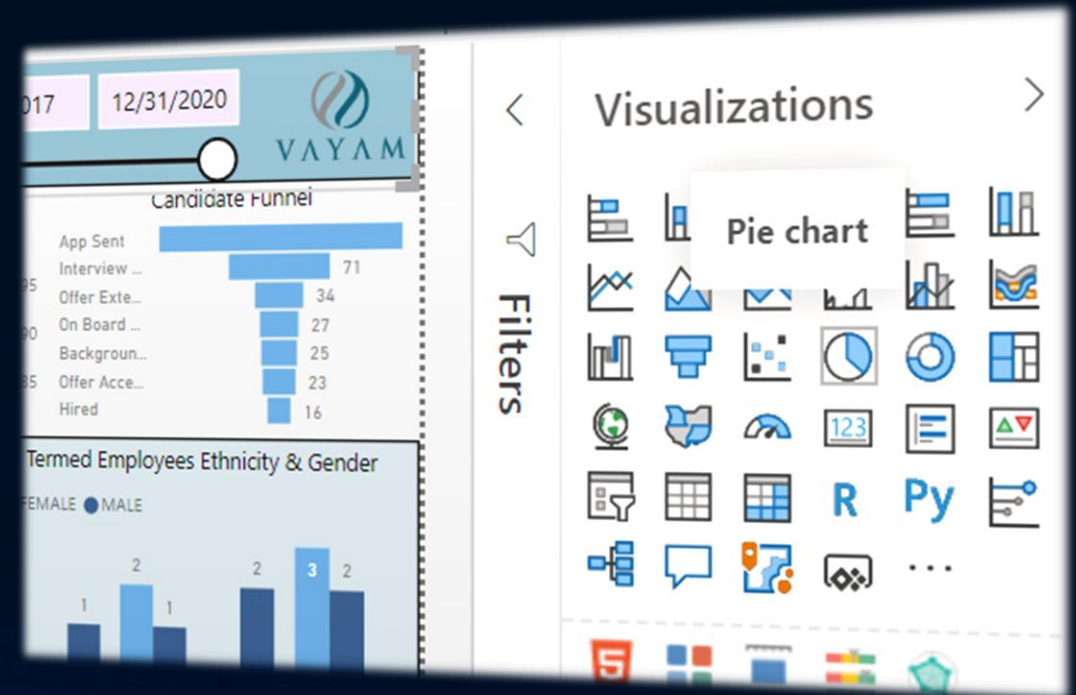 017
12/31/2020
VAYAM
Candidate Funnel
App Sent
Interview ...
71
95
Offer Exte...
34
90
On Board ...
27
Backgroun...
25
85
Offer Acce...
23
Hired
16
Termed Employees Ethnicity & Gender
FEMALE
MALE
1
2
1
2
3
2
Filters
Visualizations
Pie chart
123
R
Py
...
5